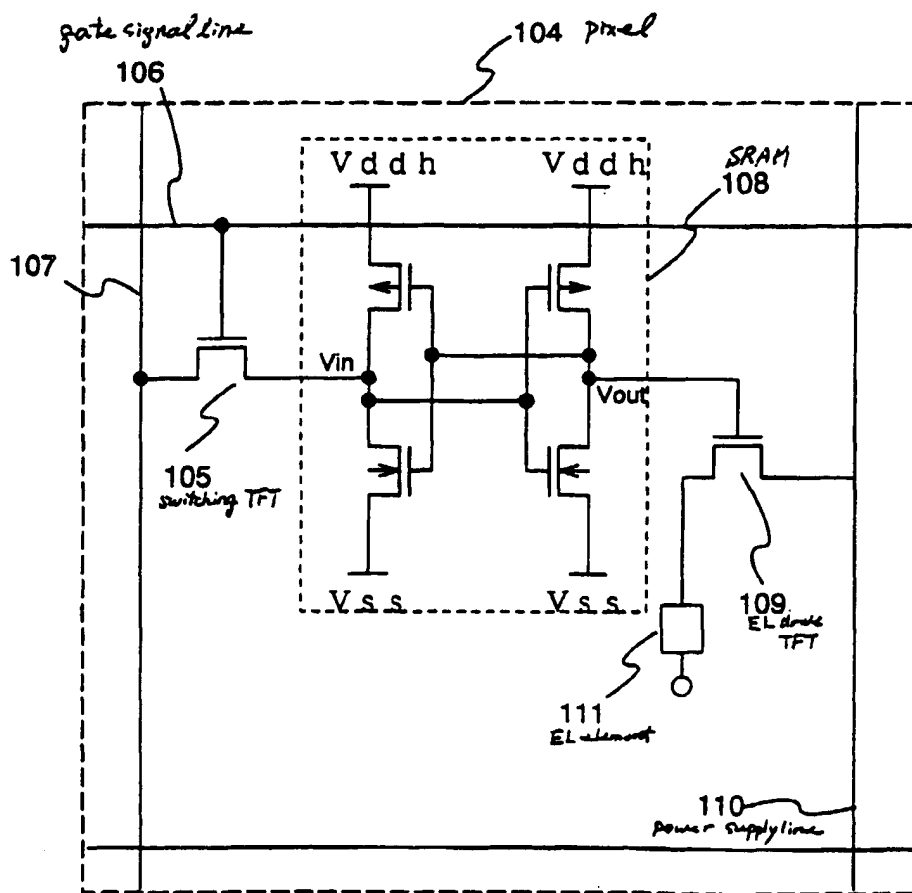 gate signal line
106
104 pixel
Vddh Vddh
SRAM
108
107
Vin
Vout
105
switching TFT
Vss Vss
109
EL drive
TFT
111
EL element
110
power supply line